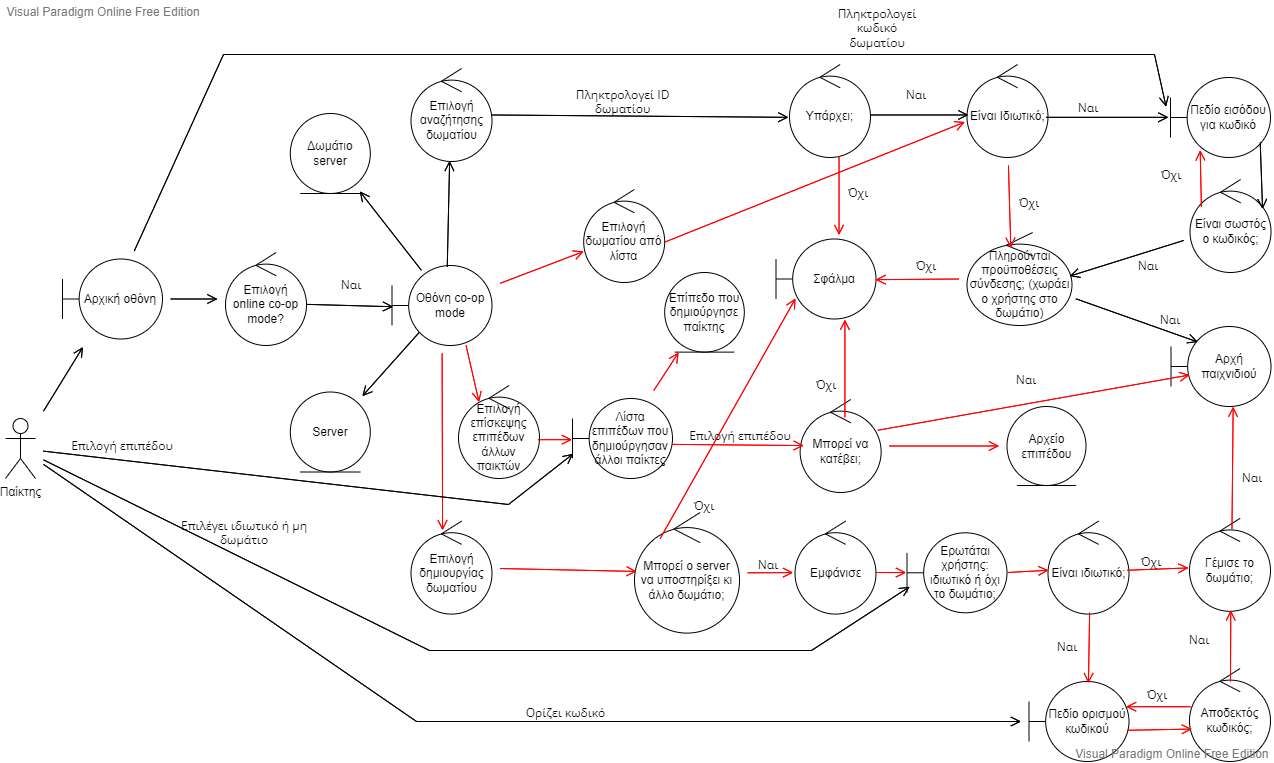 Visual Paradigm Online Free Edition
Πληκτρολογεί
κωδικό
δωματίου
Επιλογή
αναζήτησης
δωματίου
Πληκτρολογεί ID
δωματίου
Υπάρχει;
Ναι
Είναι Ιδιωτικό;
Ναι
Πεδίο εισόδου
για κωδικό
Δωμάτιο
server
Όχι
Όχι
Όχι
Επιλογή
δωματίου από
λίστα
Είναι σωστός
ο κωδικός;
Ναι
Αρχική οθόνη
Επιλογή
online co-op
mode?
Ναι
Οθόνη co-op
mode
Σφάλμα
Όχι
Πληρούνται
προϋποθέσεις
σύνδεσης; (χωράει
ο χρήστης στο
δωμάτιο)
Επίπεδο που
δημιούργησε
παίκτης
Ναι
Αρχή
παιχνιδιού
Server
Επιλογή
επίσκεψης
επιπέδων
άλλων
παικτών
Λίστα
επιπέδων που
δημιούργησαν
άλλοι παίκτες
Επιλογή επιπέδου
Όχι
Μπορεί να
κατέβει;
Ναι
Αρχείο
επιπέδου
Παίκτης
Επιλογή επιπέδου
Επιλέγει ιδιωτικό ή μη
δωμάτιο
Επιλογή
δημιουργίας
δωματίου
Όχι
Μπορεί ο server
να υποστηρίξει κι
άλλο δωμάτιο;
Ναι
Εμφάνισε
Ερωτάται
χρήστης:
ιδιωτικό ή όχι
το δωμάτιο;
Είναι ιδιωτικό;
Όχι
Γέμισε το
δωμάτιο;
Ναι
Ναι
Ναι
Ορίζει κωδικό
Πεδίο ορισμού
κωδικού
Όχι
Αποδεκτός
κωδικός;
Visual Paradigm Online Free Edition